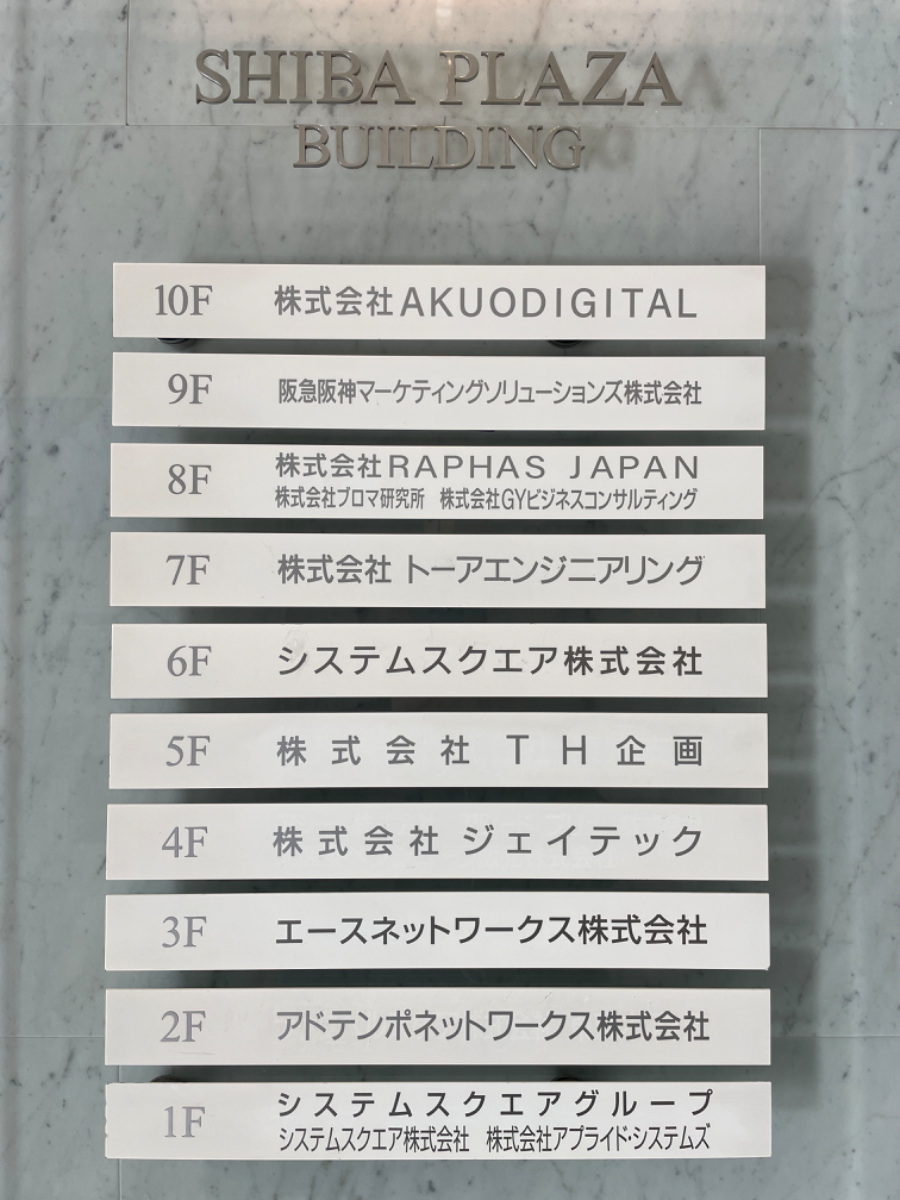 SHIBA PLAZA
BUILDING
10F 株式会社AKUODIGITAL
9F 阪急阪神マーケティングソリューションズ株式会社
8F 株式会社RAPHAS JAPAN
株式会社プロマ研究所 株式会社GYビジネスコンサルティング
7F 株式会社 トーアエンジニアリング
6F システムスクエア株式会社
5F 株式会社 TH企画
4F 株式会社 ジェイテック
3F エースネットワークス株式会社
2F アドテンポネットワークス株式会社
1F システムスクエアグループ
システムスクエア株式会社 株式会社アプライド・システムズ